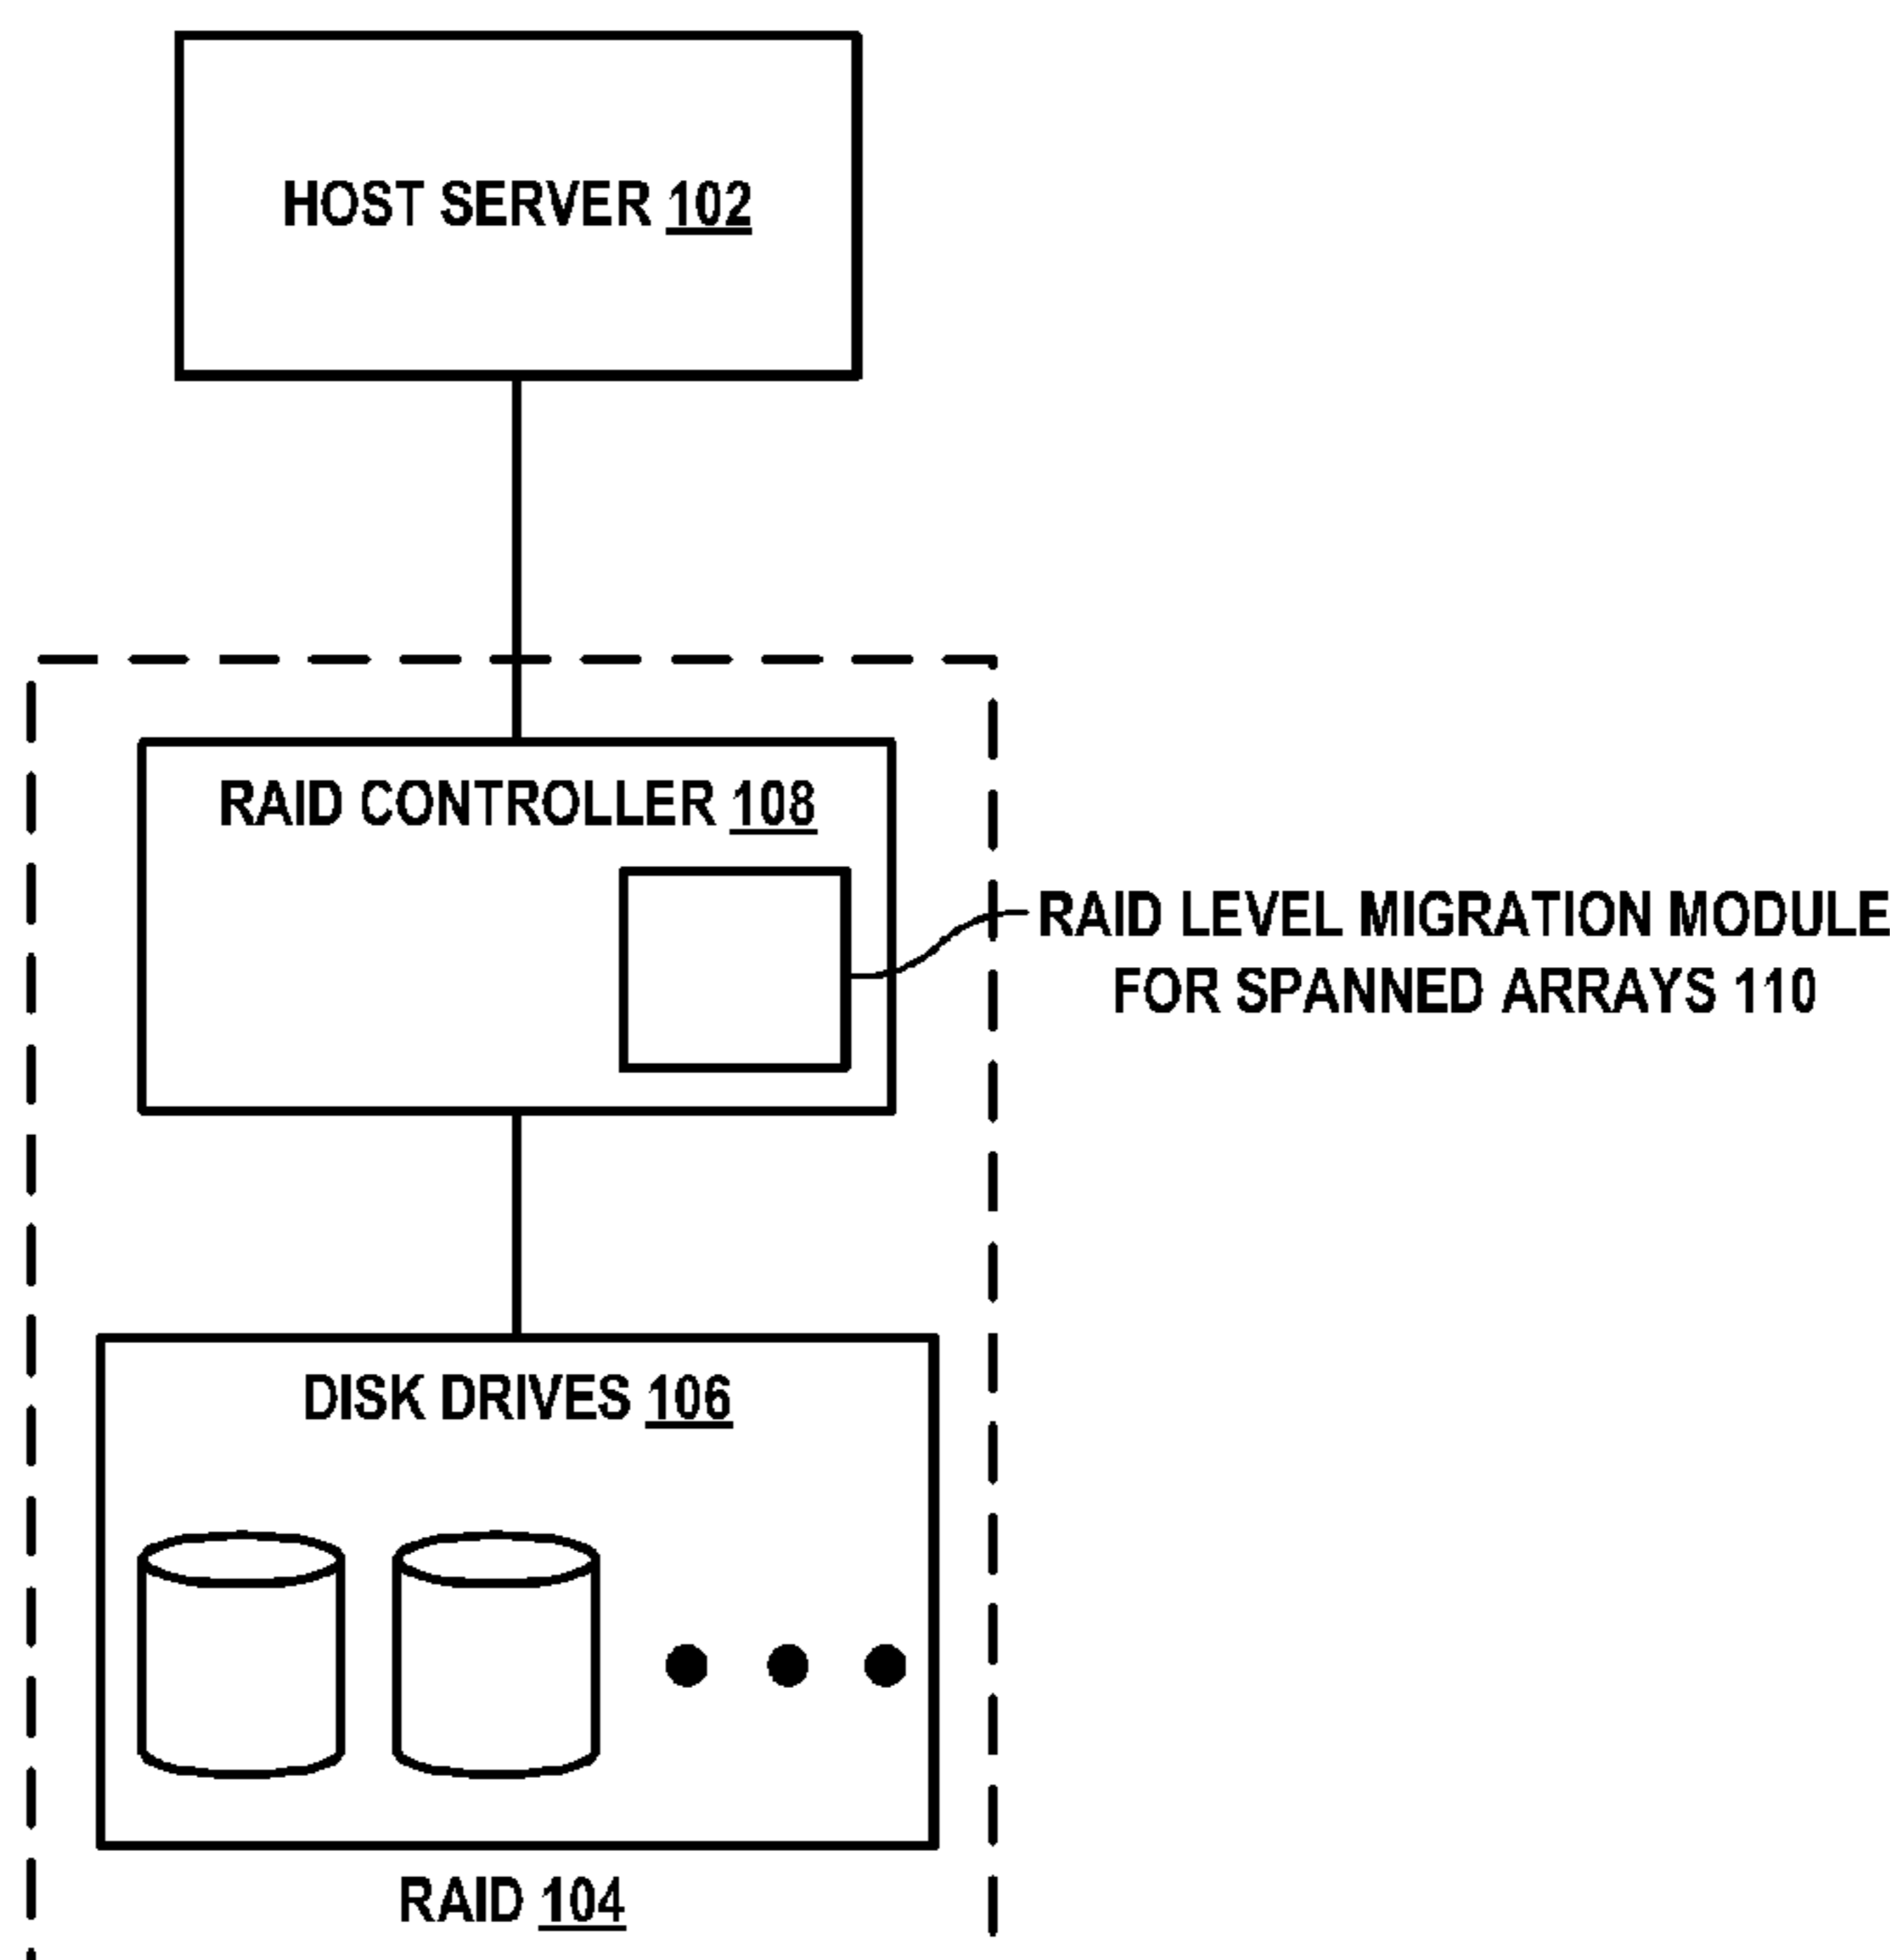 HOST SERVER 102
RAID CONTROLLER 108
RAID LEVEL MIGRATION MODULE
FOR SPANNED ARRAYS 110
DISK DRIVES 106
RAID 104